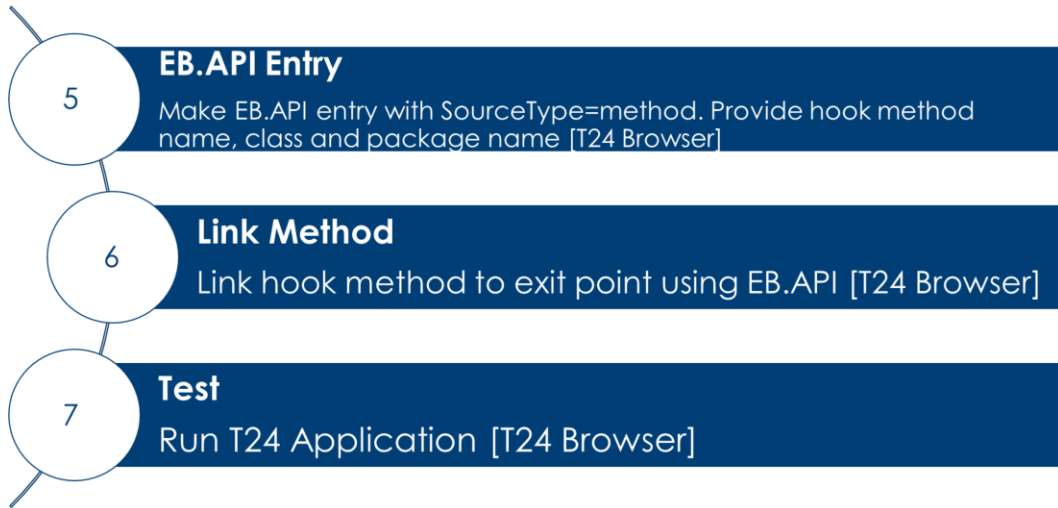 5
EB.API Entry
Make EB.API entry with SourceType=method. Provide hook method
name, class and package name [T24 Browser]
6
Link Method
Link hook method to exit point using EB.API [T24 Browser]
7
Test
Run T24 Application [T24 Browser]